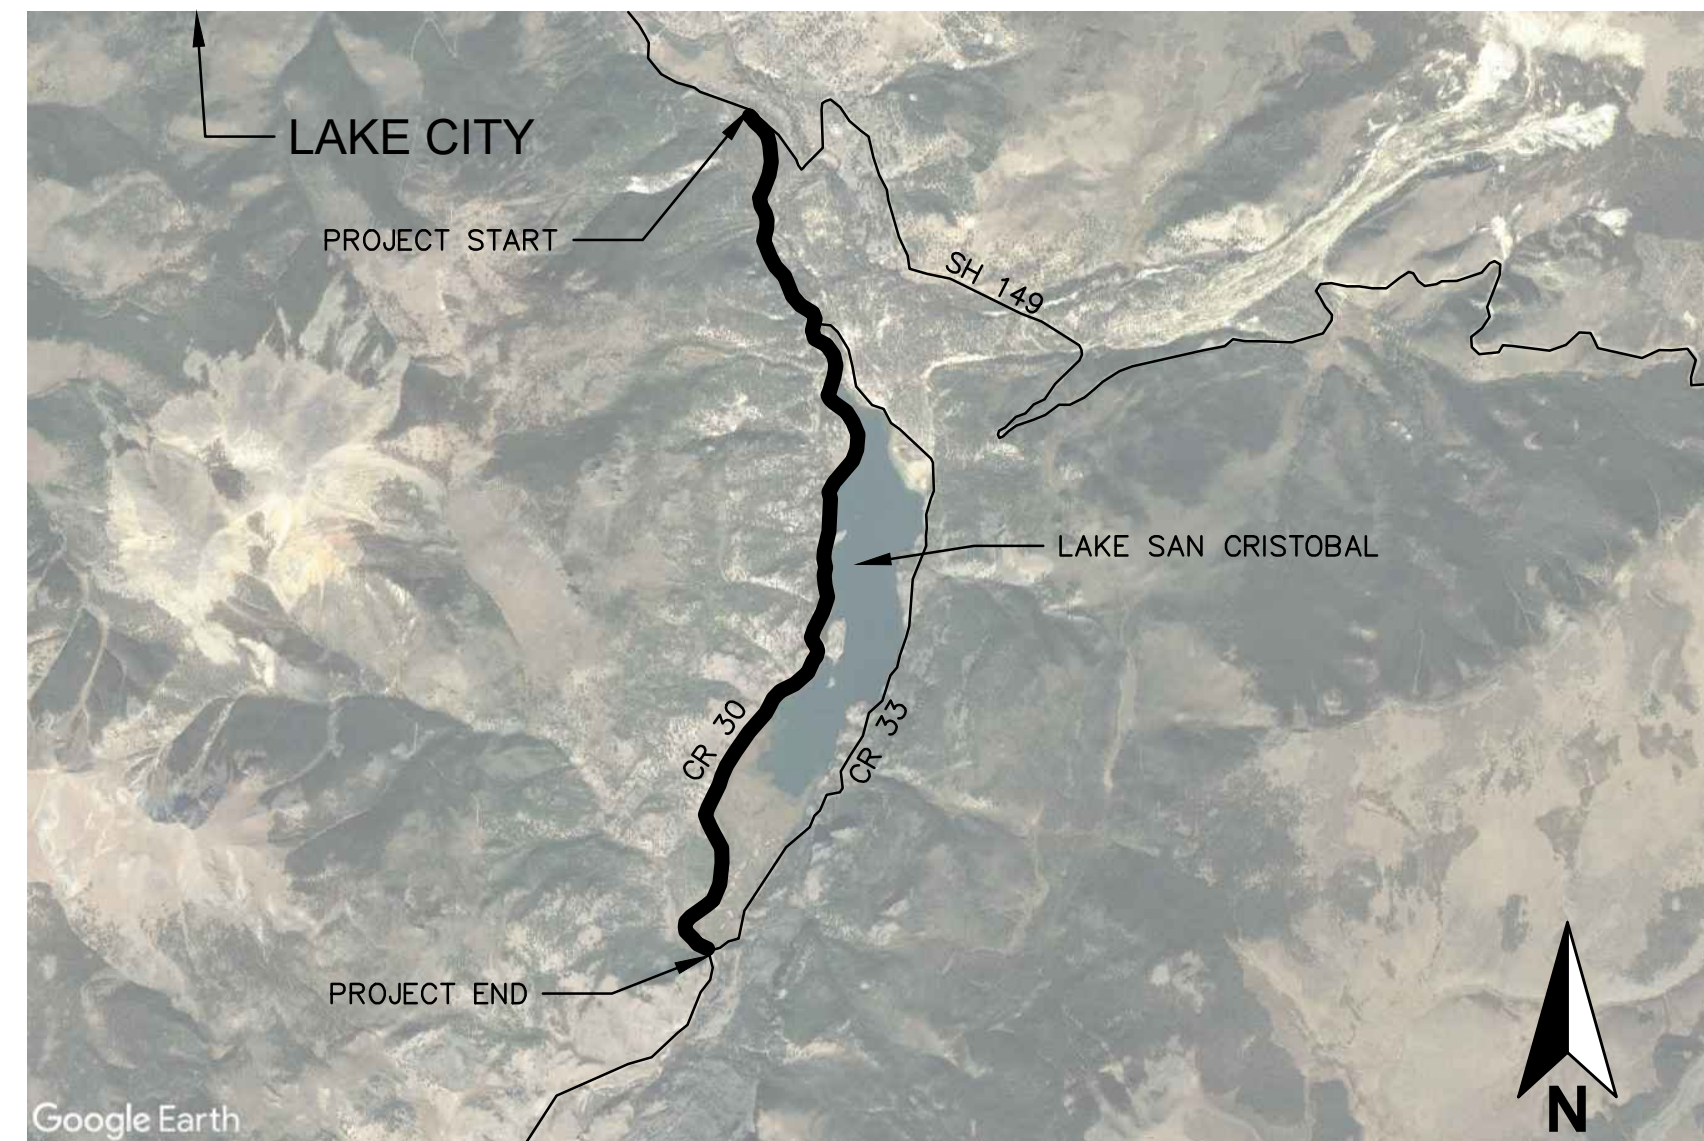 LAKE CITY
PROJECT START
SH 149
LAKE SAN CRISTOBAL
CR 30
CR 33
PROJECT END
N
Google Earth